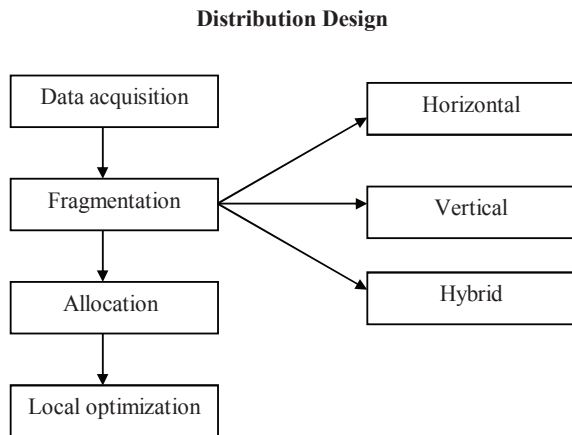 Distribution Design
Data acquisition
Fragmentation
Allocation
Local optimization
Horizontal
Vertical
Hybrid